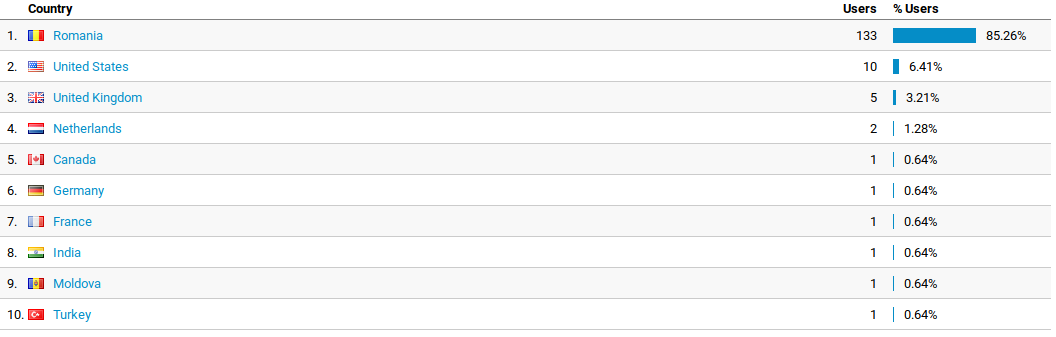 Country Users % Users
1. Romania 133 85.26%
2. United States 10 6.41%
3. United Kingdom 5 3.21%
4. Netherlands 2 1.28%
5. Canada 1 0.64%
6. Germany 1 0.64%
7. France 1 0.64%
8. India 1 0.64%
9. Moldova 1 0.64%
10. Turkey 1 0.64%